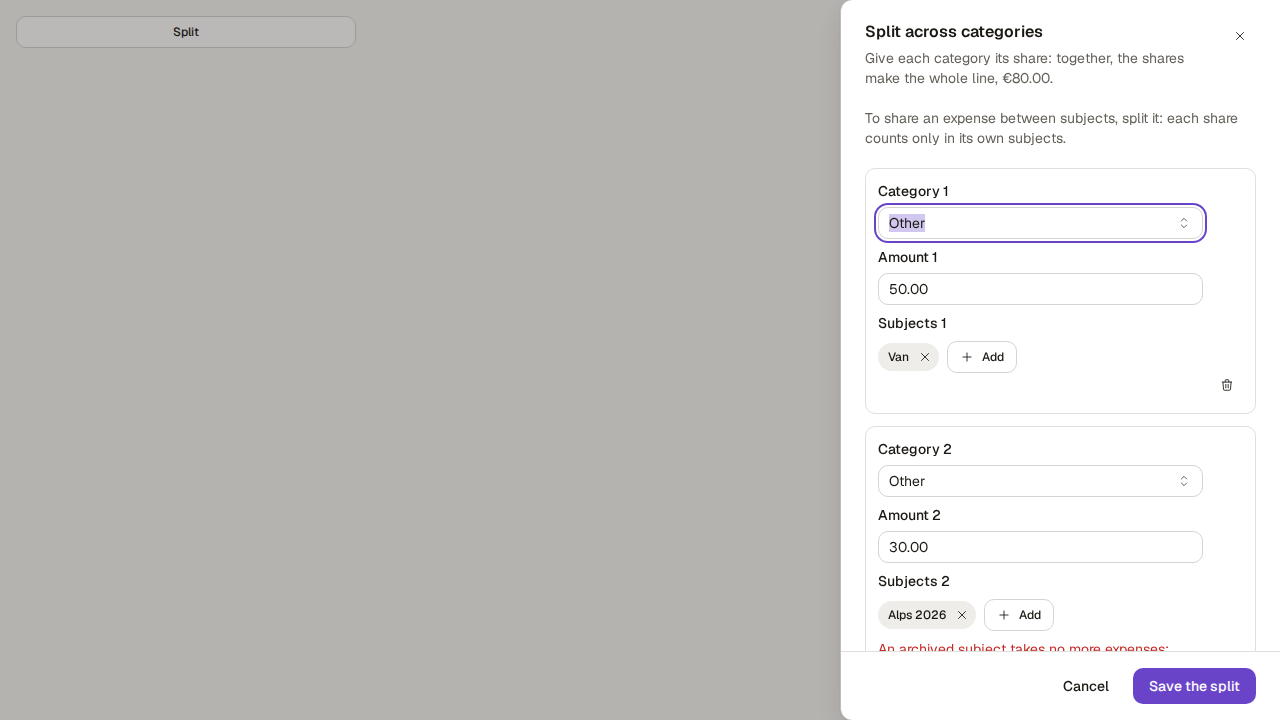 Split
Split across categories
Give each category its share: together, the shares
make the whole line, €80.00.
To share an expense between subjects, split it: each share
counts only in its own subjects.
Category 1
Other
Amount 1
50.00
Subjects 1
Van
Add
Category 2
Other
Amount 2
30.00
Subjects 2
Alps 2026
Add
An archived subject takes no more expenses:
Cancel
Save the split